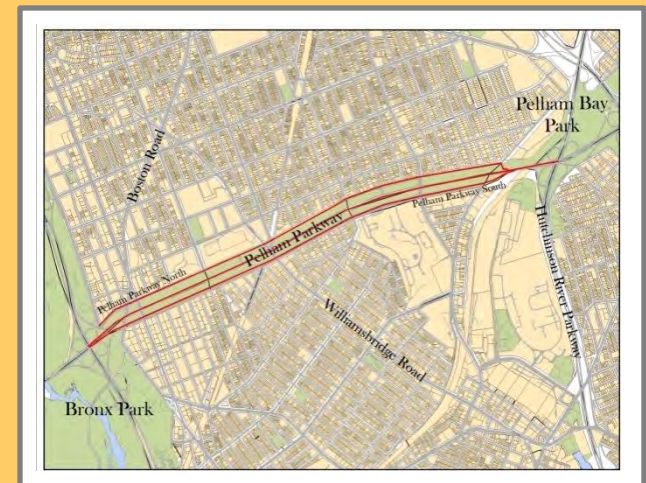 Pelham Bay
Park
Boston Road
Pelham Parkway South
Pelham Parkway
Hutchinson River Parkway
Pelham Parkway North
Williamsbridge Road
Bronx Park